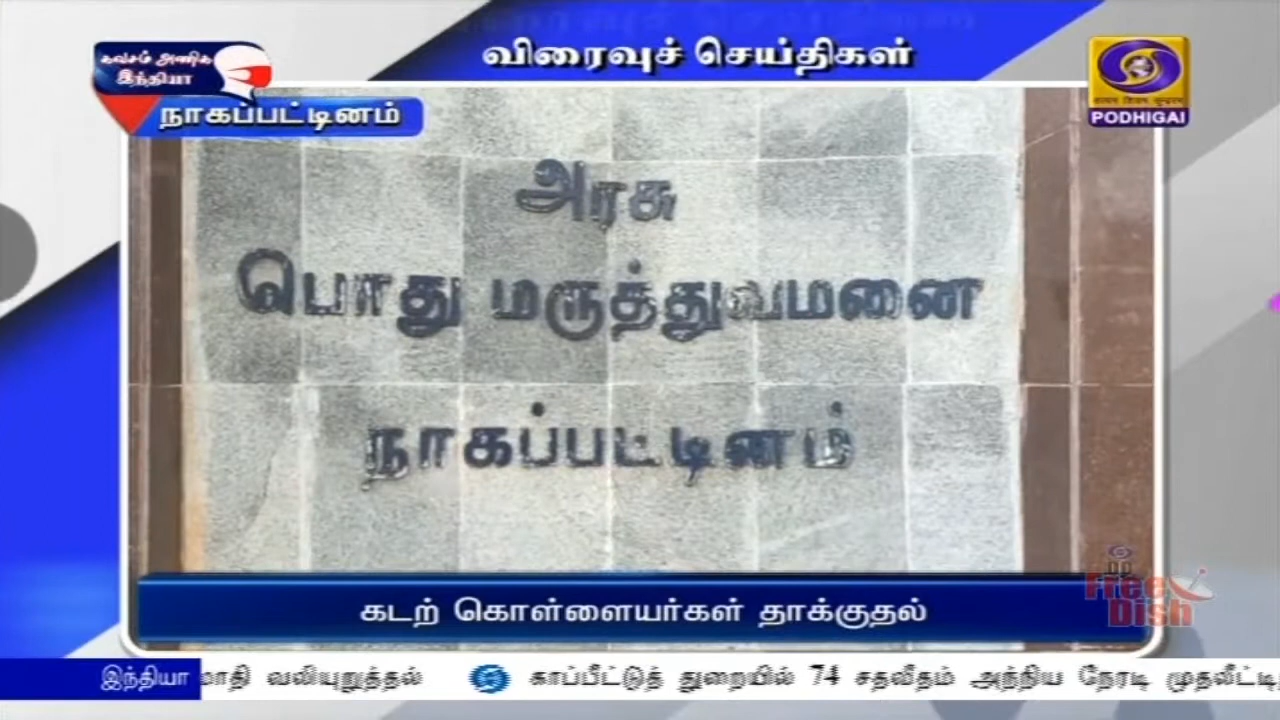 விரைவுச் செய்திகள்
கவசம் அணிக
இந்தியா
நாகப்பட்டினம்
PODHIGAI
அரசு
பொது மருத்துவமனை
நாகப்பட்டினம்
கடற் கொள்ளையர்கள் தாக்குதல்
DD
Free
Dish
இந்தியா மாதி வலியுறுத்தல் காப்பீட்டுத் துறையில் 74 சதவீதம் அந்நிய நேரடி